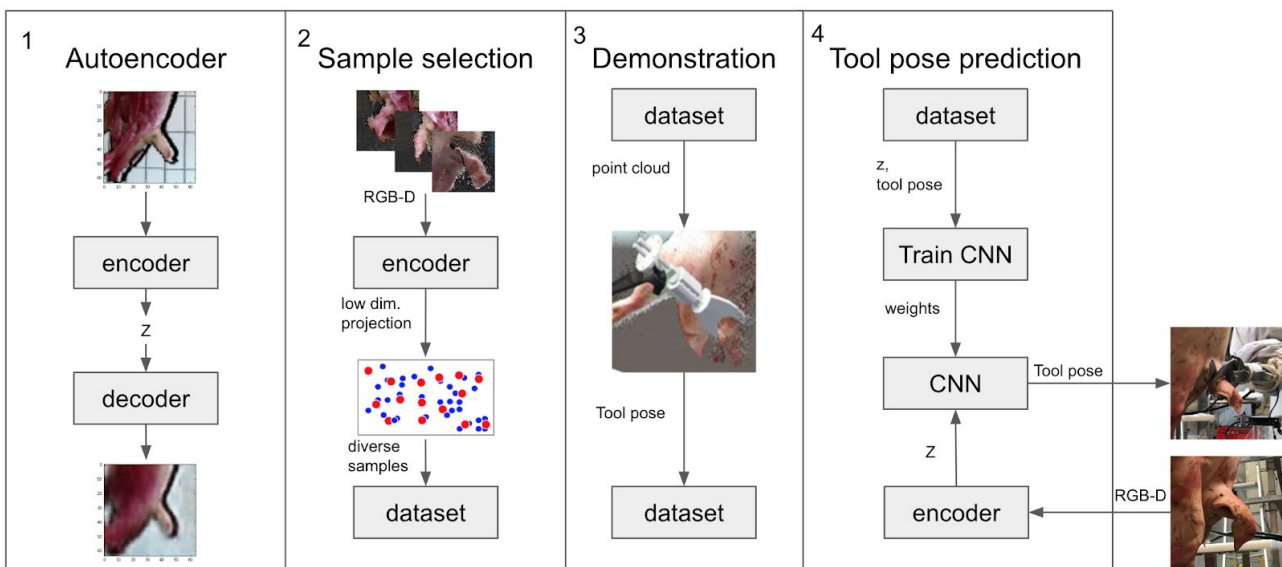 1
Autoencoder
encoder
z
decoder
2
Sample selection
RGB-D
encoder
low dim.
projection
diverse
samples
dataset
3
Demonstration
dataset
point cloud
Tool pose
dataset
4
Tool pose prediction
dataset
z,
tool pose
Train CNN
weights
CNN
Tool pose
z
encoder
RGB-D